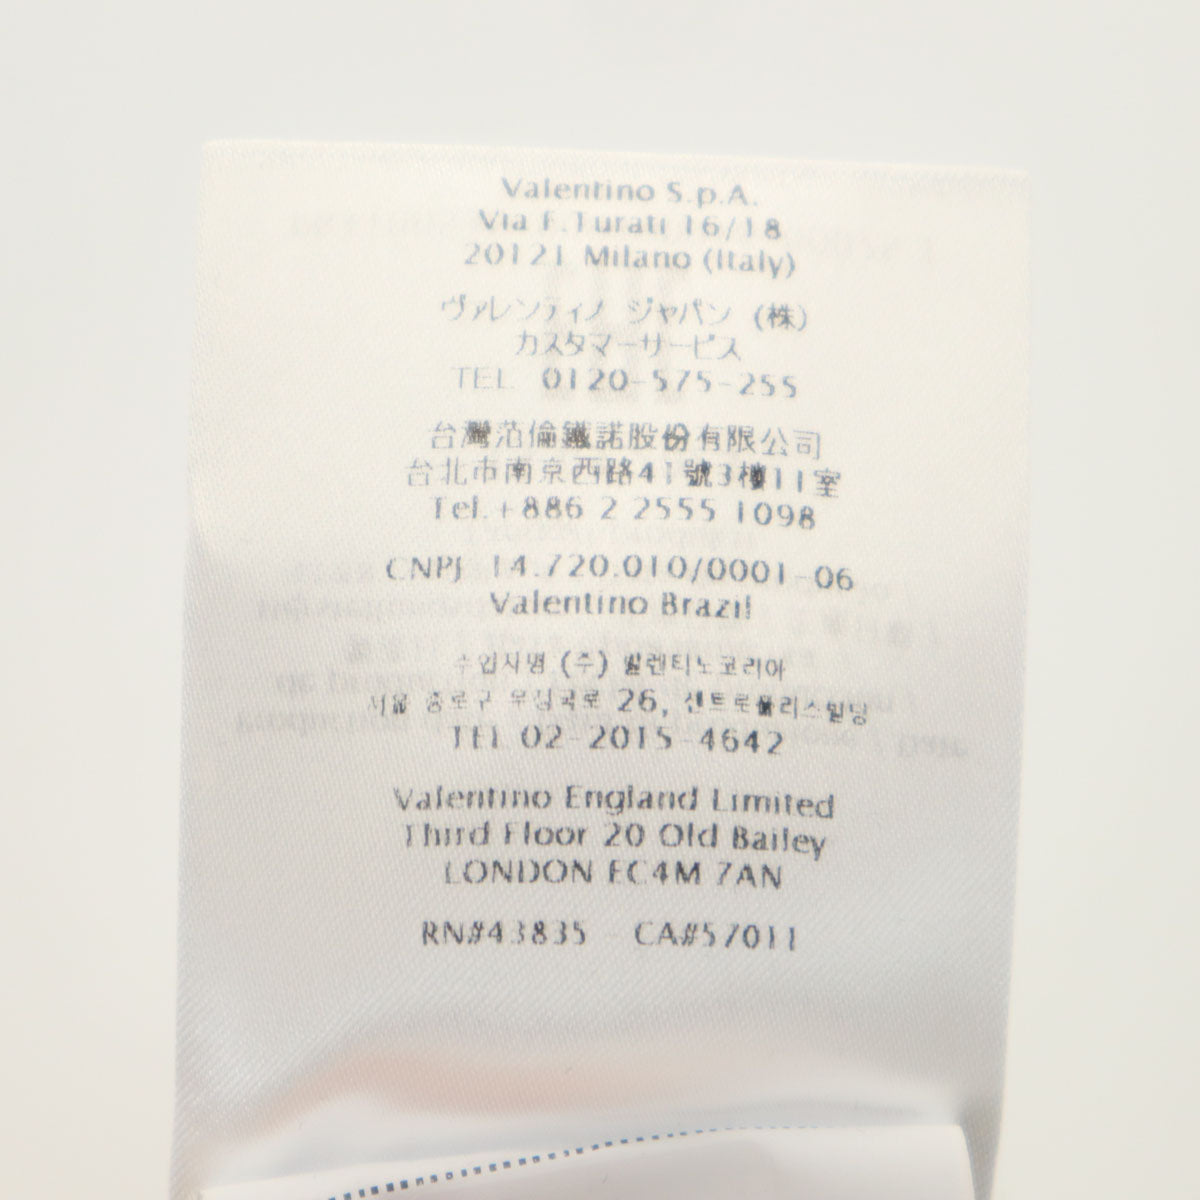 Valentino S.p.A.
Via F.Turati 16/18
20121 Milano (Italy)
ヴァレンティノ ジャパン (株)
カスタマーサービス
TEL 0120-575-255
台灣范倫鐵諾股份有限公司
台北市南京西路41號3樓11室
Tel.+886 2 2555 1098
CNPJ 14.720.010/0001-06
Valentino Brazil
수입자명 (주) 발렌티노코리아
서울 종로구 우정국로 26, 센트로폴리스빌딩
TEL 02-2015-4642
Valentino England Limited
Third Floor 20 Old Bailey
LONDON EC4M 7AN
RN#43835 - CA#57011